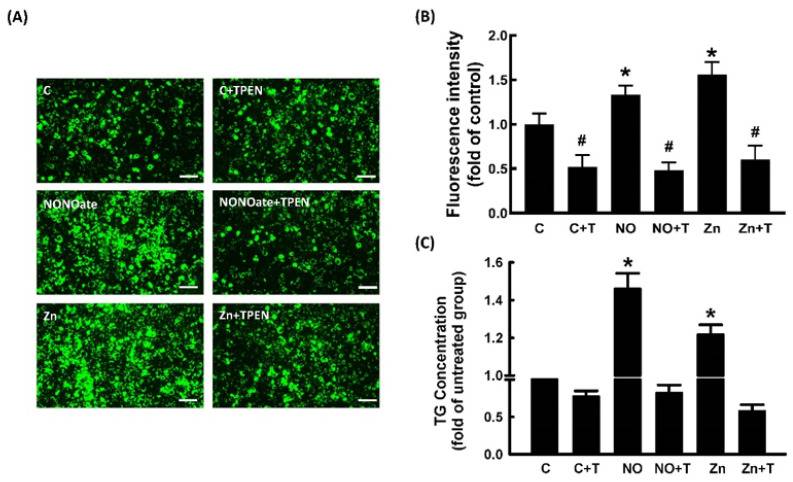 (A)
C
C+TPEN
NONOate
NONOate+TPEN
Zn
Zn+TPEN
(B)
Fluorescence intensity
(fold of control)
2.0
1.5
1.0
0.5
0.0
*
*
#
#
#
C C+T NO NO+T Zn Zn+T
(C)
TG Concentration
(fold of untreated group)
1.6
1.4
1.2
1.0
0.5
0.0
*
*
C C+T NO NO+T Zn Zn+T